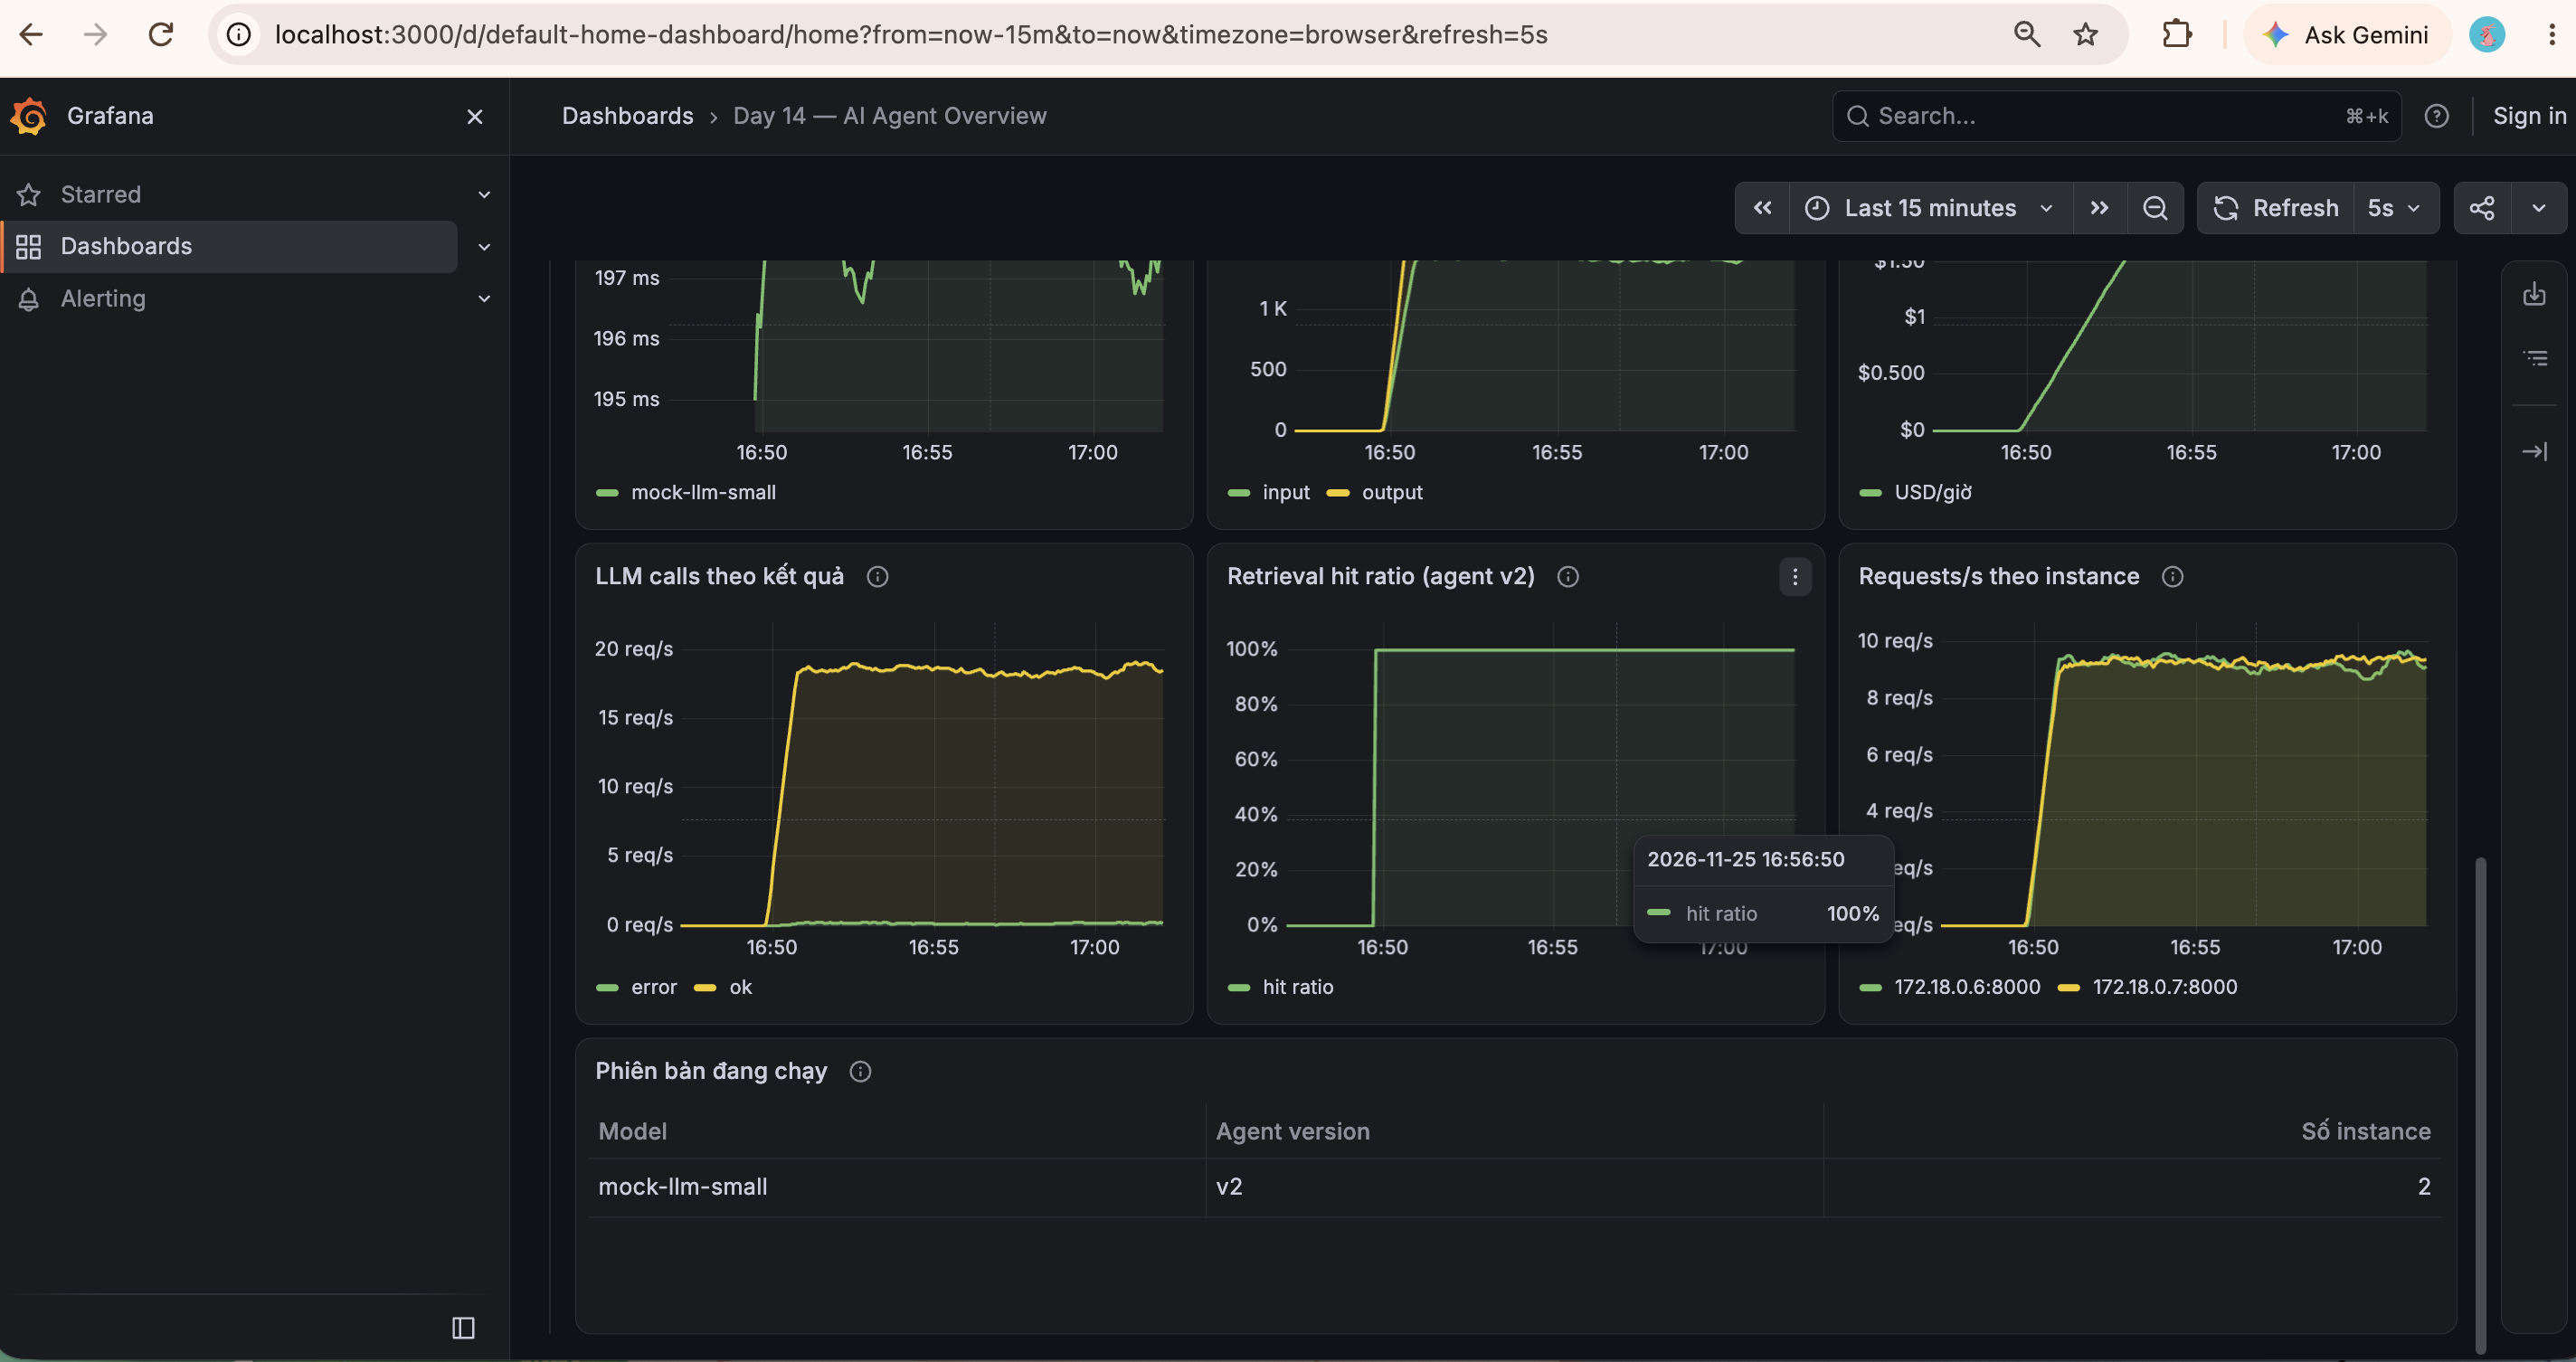 localhost:3000/d/default-home-dashboard/home?from=now-15m&to=now&timezone=browser&refresh=5s
Ask Gemini
Grafana
Dashboards › Day 14 — AI Agent Overview
Search...
⌘+k
Sign in
Starred
Dashboards
Alerting
Last 15 minutes
Refresh
5s
197 ms
196 ms
195 ms
16:50 16:55 17:00
mock-llm-small
1 K
500
0
16:50 16:55 17:00
input output
$1.50
$1
$0.500
$0
16:50 16:55 17:00
USD/giờ
LLM calls theo kết quả
20 req/s
15 req/s
10 req/s
5 req/s
0 req/s
16:50 16:55 17:00
error ok
Retrieval hit ratio (agent v2)
100%
80%
60%
40%
20%
0%
16:50 16:55 17:00
hit ratio
2026-11-25 16:56:50
hit ratio 100%
Requests/s theo instance
10 req/s
8 req/s
6 req/s
4 req/s
eq/s
eq/s
16:50 16:55 17:00
172.18.0.6:8000 172.18.0.7:8000
Phiên bản đang chạy
Model Agent version Số instance
mock-llm-small v2 2